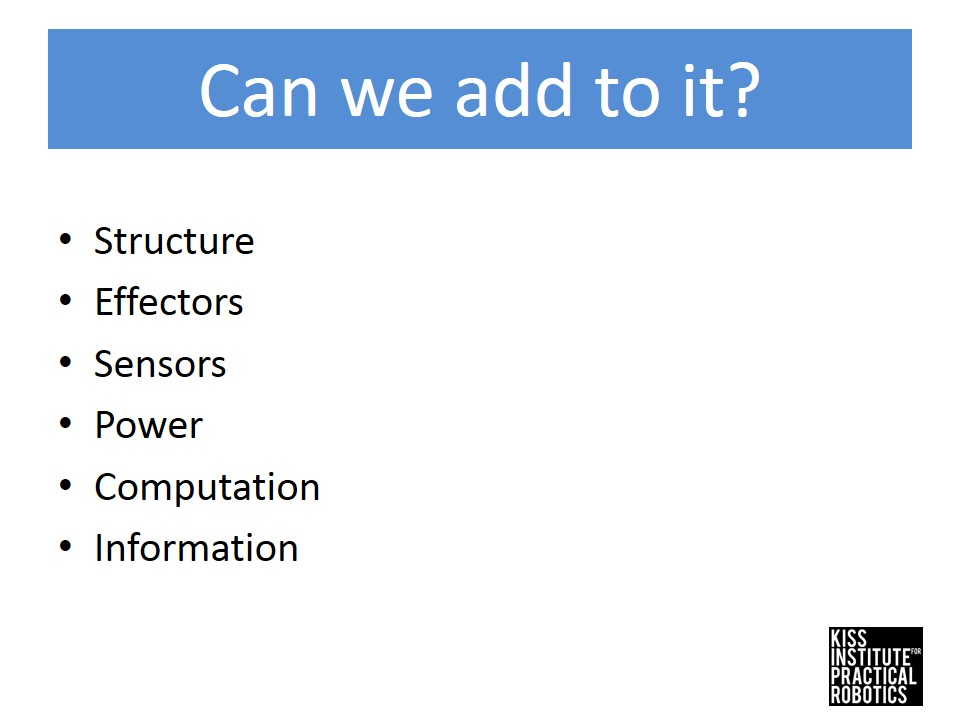 Can we add to it?
• Structure
• Effectors
• Sensors
• Power
• Computation
• Information
KISS
INSTITUTE FOR
PRACTICAL
ROBOTICS